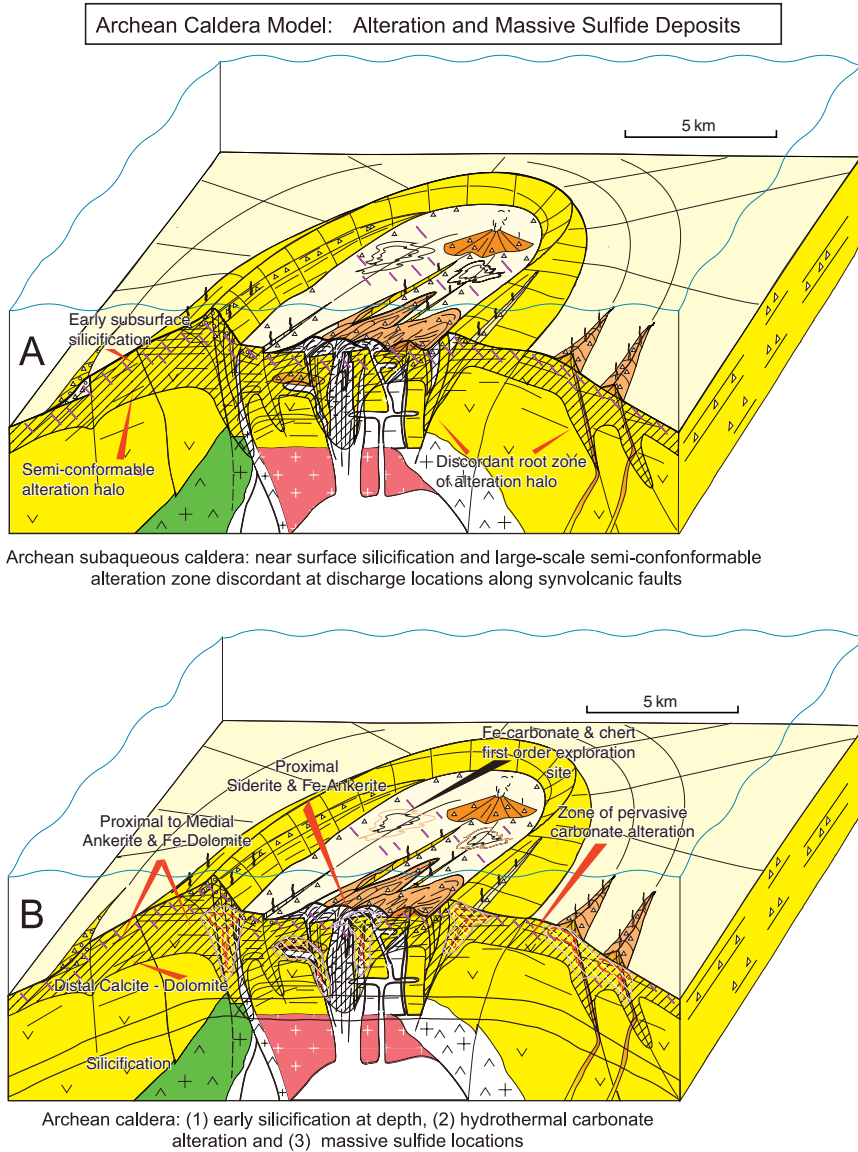 Archean Caldera Model: Alteration and Massive Sulfide Deposits
5 km
A
Early subsurface
silicification
Semi-conformable
alteration halo
Discordant root zone
of alteration halo
Archean subaqueous caldera: near surface silicification and large-scale semi-confonformable
alteration zone discordant at discharge locations along synvolcanic faults
5 km
Fe-carbonate & chert
first order exploration
site
Proximal
Siderite & Fe-Ankerite
Proximal to Medial
Ankerite & Fe-Dolomite
Zone of pervasive
carbonate alteration
B
Distal Calcite - Dolomite
Silicification
Archean caldera: (1) early silicification at depth, (2) hydrothermal carbonate
alteration and (3) massive sulfide locations